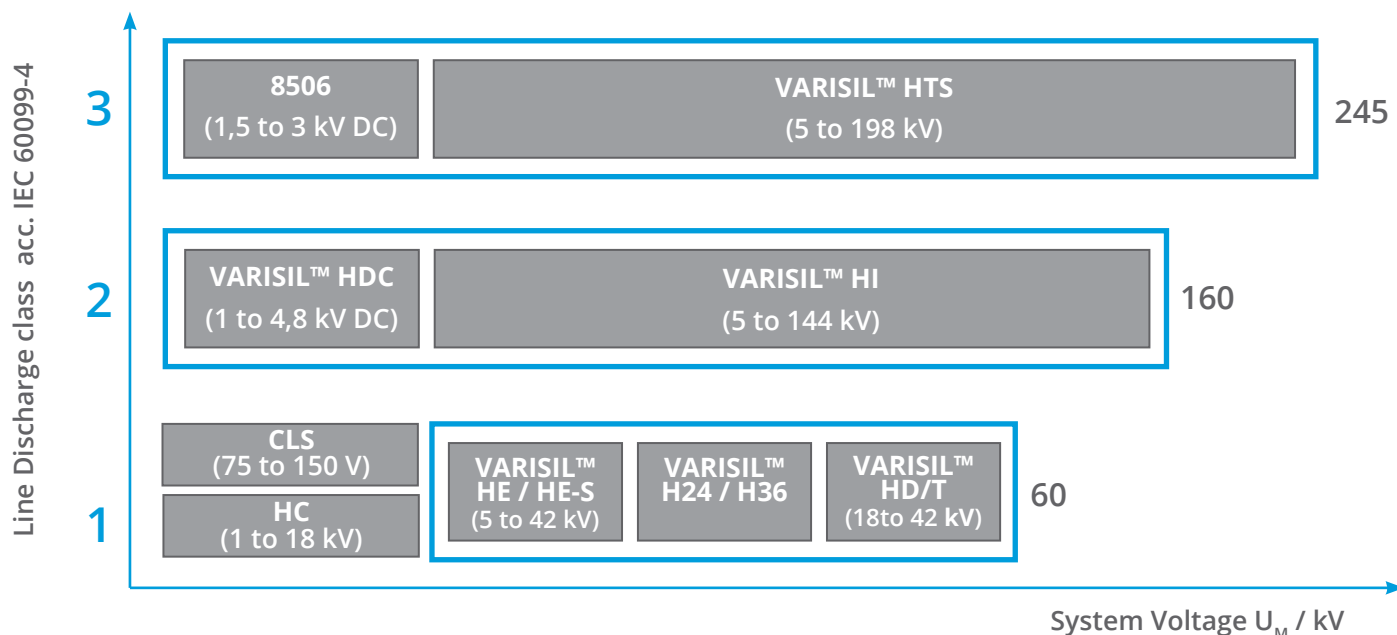 Line Discharge class acc. IEC 60099-4
3
8506
(1,5 to 3 kV DC)
VARISIL™ HTS
(5 to 198 kV)
245
2
VARISIL™ HDC
(1 to 4,8 kV DC)
VARISIL™ HI
(5 to 144 kV)
160
1
CLS
(75 to 150 V)
HC
(1 to 18 kV)
VARISIL™
HE / HE-S
(5 to 42 kV)
VARISIL™
H24 / H36
VARISIL™
HD/T
(18to 42 kV)
60
System Voltage U_M / kV